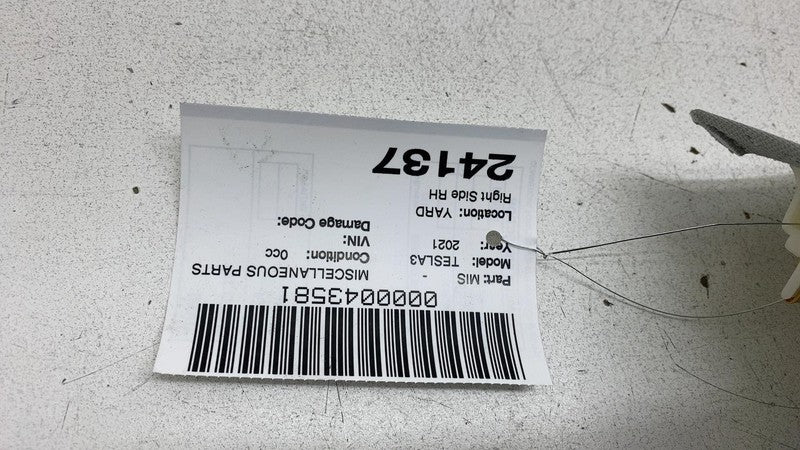 0000043581
Part: MIS - MISCELLANEOUS PARTS
Model: TESLA3 Condition: 0cc
Year: 2021 VIN:
Location: YARD Damage Code:
Right Side RH
24137